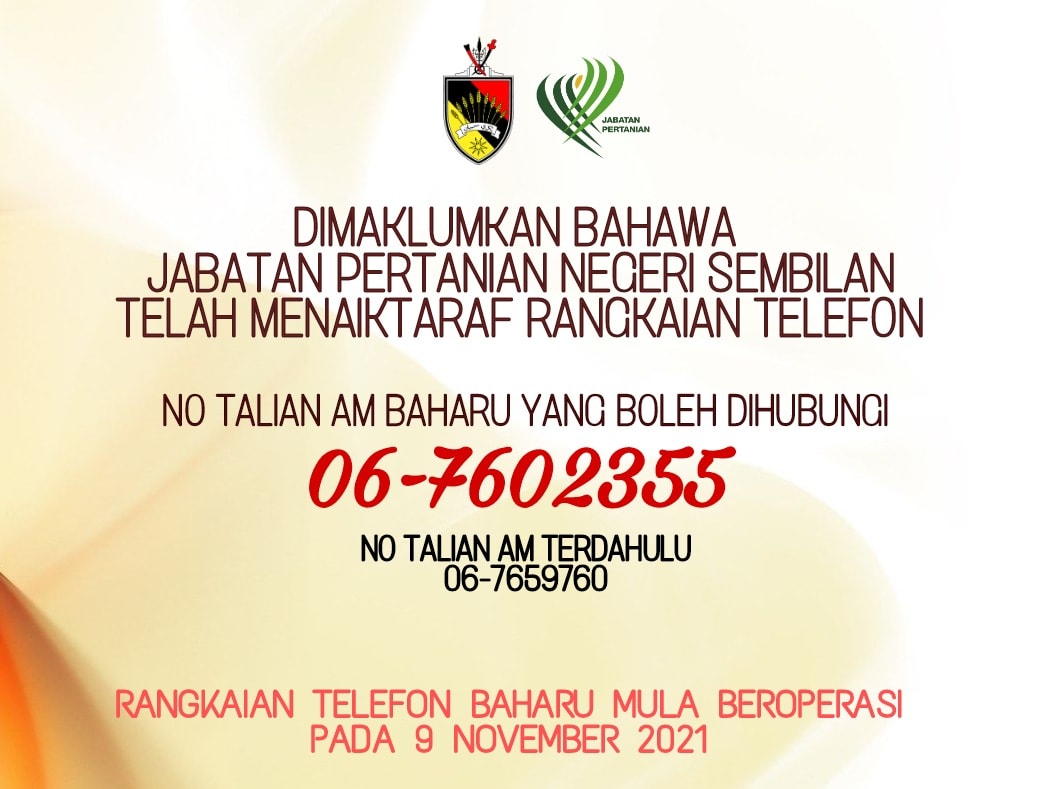 JABATAN
PERTANIAN
DIMAKLUMKAN BAHAWA
JABATAN PERTANIAN NEGERI SEMBILAN
TELAH MENAIKTARAF RANGKAIAN TELEFON
NO TALIAN AM BAHARU YANG BOLEH DIHUBUNGI
06-7602355
NO TALIAN AM TERDAHULU
06-7659760
RANGKAIAN TELEFON BAHARU MULA BEROPERASI
PADA 9 NOVEMBER 2021